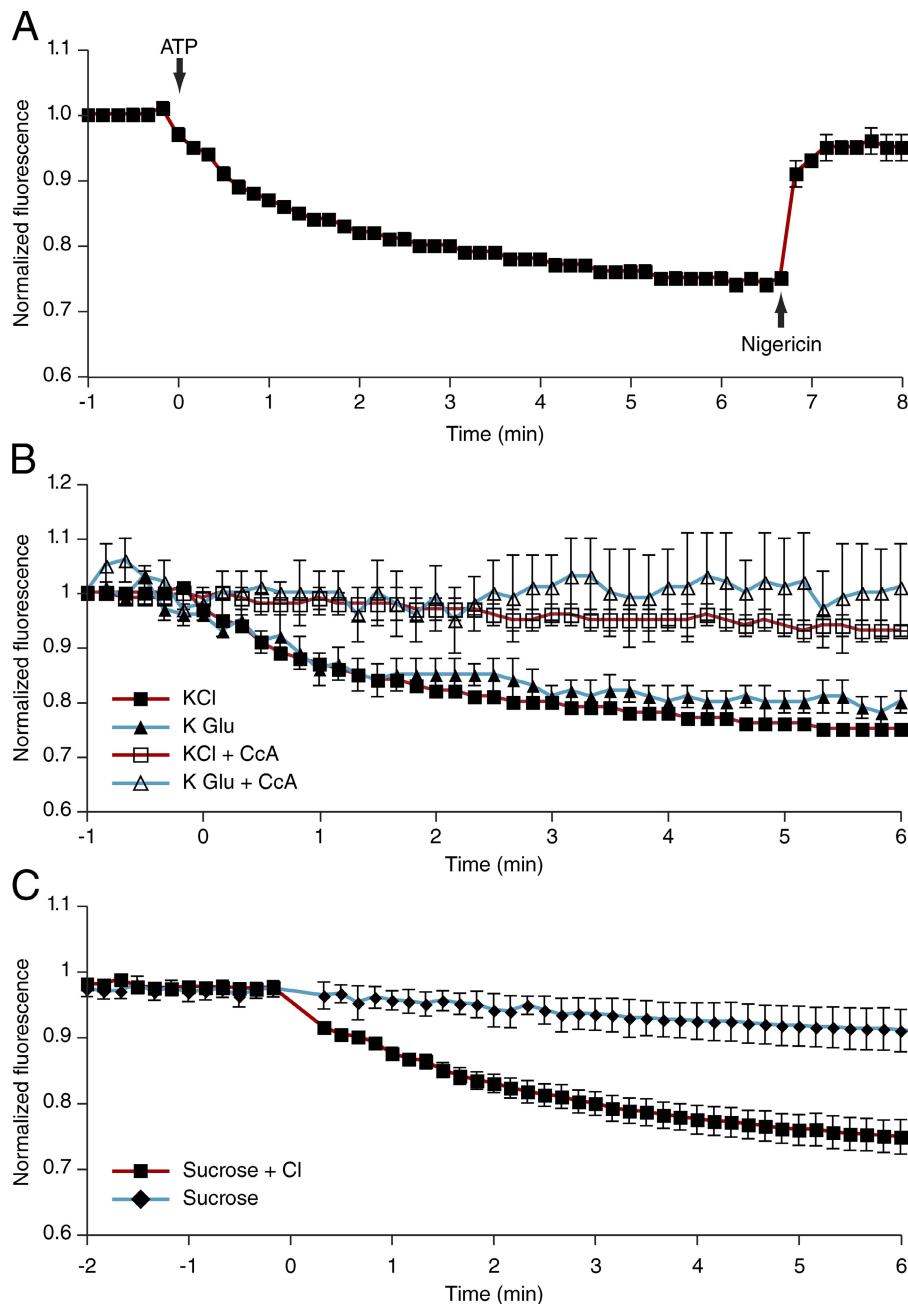 A
ATP
1.1
1.0
0.9
0.8
0.7
0.6
Normalized fluorescence
Nigericin
-1 0 1 2 3 4 5 6 7 8
Time (min)
B
1.2
1.1
1
0.9
0.8
0.7
0.6
Normalized fluorescence
KCl
K Glu
KCl + CcA
K Glu + CcA
-1 0 1 2 3 4 5 6
Time (min)
C
1.1
1
0.9
0.8
0.7
0.6
Normalized fluorescence
Sucrose + Cl
Sucrose
-2 -1 0 1 2 3 4 5 6
Time (min)